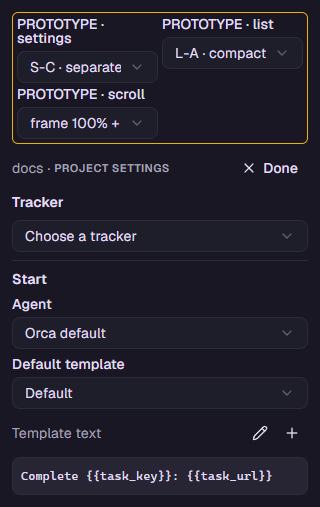 PROTOTYPE · settings
PROTOTYPE · list
S-C · separate
L-A · compact
PROTOTYPE · scroll
frame 100% +
docs · PROJECT SETTINGS
Done
Tracker
Choose a tracker
Start
Agent
Orca default
Default template
Default
Template text
Complete {{task_key}}: {{task_url}}